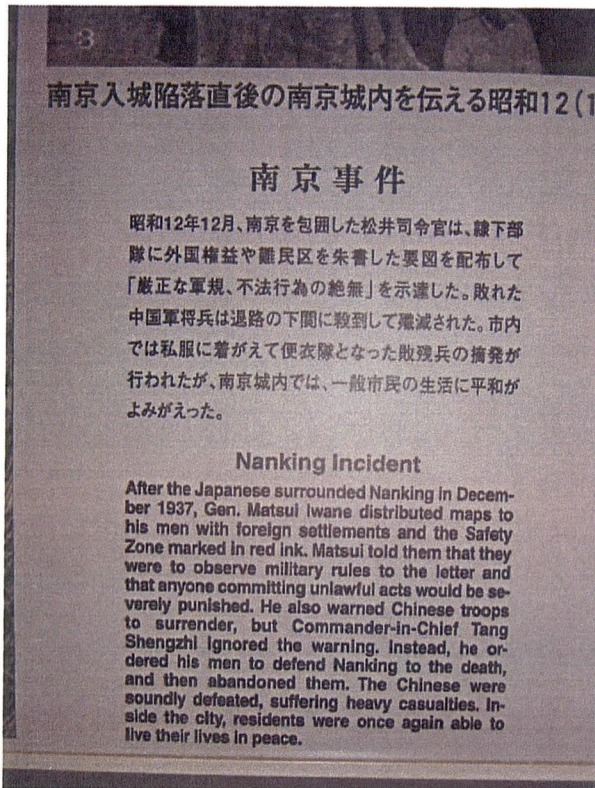 8
南京入城陥落直後の南京城内を伝える昭和12(1
南京事件
昭和12年12月、南京を包囲した松井司令官は、隷下部
隊に外国権益や難民区を朱書した要図を配布して
「厳正な軍規、不法行為の絶無」を示達した。敗れた
中国軍将兵は退路の下関に殺到して殲滅された。市内
では私服に着がえて便衣隊となった敗残兵の摘発が
行われたが、南京城内では、一般市民の生活に平和が
よみがえった。
Nanking Incident
After the Japanese surrounded Nanking in Decem-
ber 1937, Gen. Matsui Iwane distributed maps to
his men with foreign settlements and the Safety
Zone marked in red ink. Matsui told them that they
were to observe military rules to the letter and
that anyone committing unlawful acts would be se-
verely punished. He also warned Chinese troops
to surrender, but Commander-in-Chief Tang
Shengzhi ignored the warning. Instead, he or-
dered his men to defend Nanking to the death,
and then abandoned them. The Chinese were
soundly defeated, suffering heavy casualties. In-
side the city, residents were once again able to
live their lives in peace.